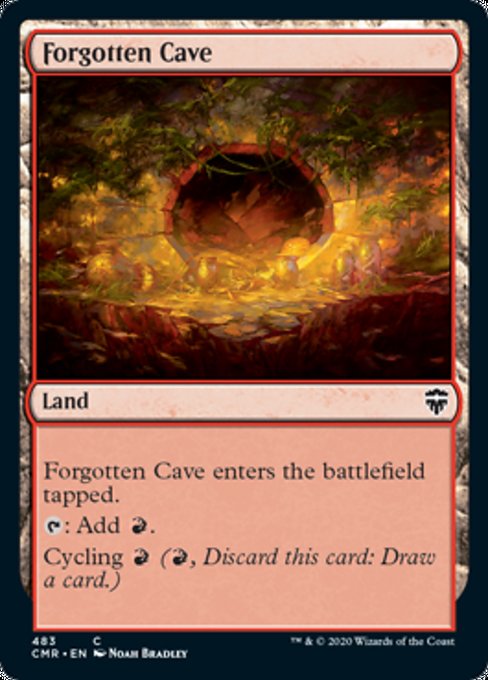 Forgotten Cave
Land
Forgotten Cave enters the battlefield
tapped.
: Add .
Cycling (, Discard this card: Draw
a card.)
483 C
CMR • EN NOAH BRADLEY
™ & © 2020 Wizards of the Coast